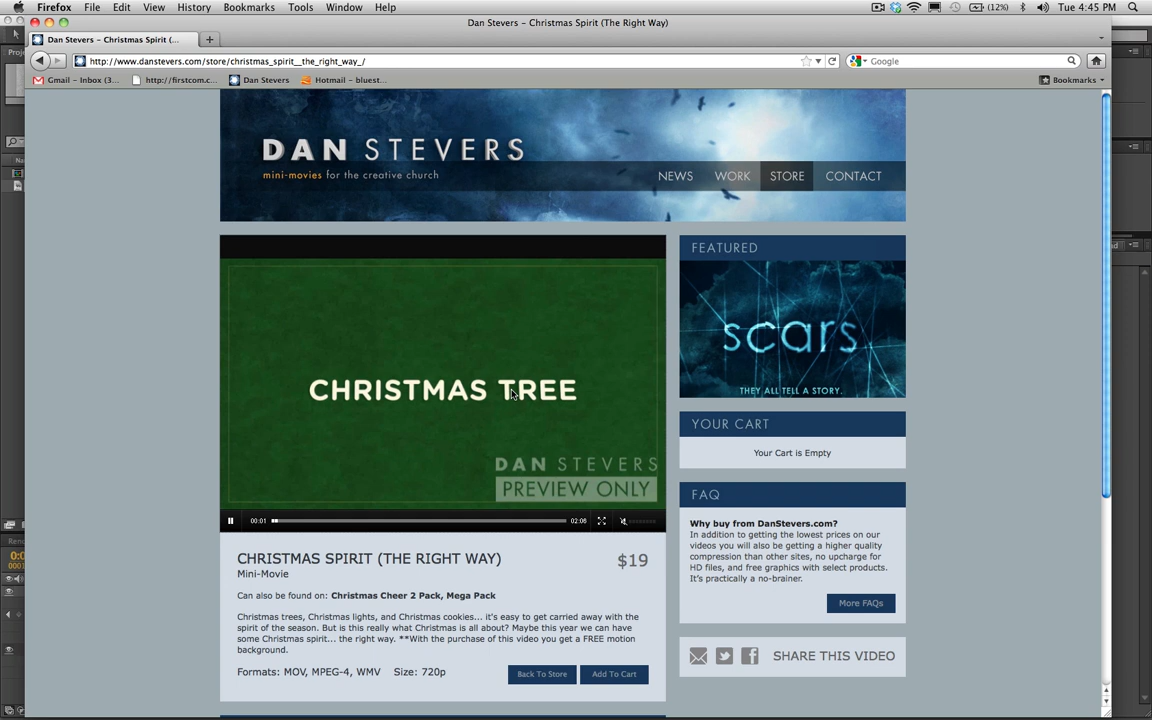 Firefox File Edit View History Bookmarks Tools Window Help (12%) Tue 4:45 PM
Dan Stevers – Christmas Spirit (The Right Way)
Dan Stevers – Christmas Spirit (...
http://www.danstevers.com/store/christmas_spirit__the_right_way_/
Google
Gmail – Inbox (3... http://firstcom.c... Dan Stevers Hotmail – bluest... Bookmarks
Proje
DAN STEVERS
mini-movies for the creative church
NEWS WORK STORE CONTACT
CHRISTMAS TREE
DAN STEVERS
PREVIEW ONLY
00:01 02:06
CHRISTMAS SPIRIT (THE RIGHT WAY) $19
Mini-Movie
Can also be found on: Christmas Cheer 2 Pack, Mega Pack
Christmas trees, Christmas lights, and Christmas cookies... it's easy to get carried away with the
spirit of the season. But is this really what Christmas is all about? Maybe this year we can have
some Christmas spirit... the right way. **With the purchase of this video you get a FREE motion
background.
Formats: MOV, MPEG-4, WMV Size: 720p
Back To Store Add To Cart
FEATURED
scars
THEY ALL TELL A STORY.
YOUR CART
Your Cart is Empty
FAQ
Why buy from DanStevers.com?
In addition to getting the lowest prices on our
videos you will also be getting a higher quality
compression than other sites, no upcharge for
HD files, and free graphics with select products.
It's practically a no-brainer.
More FAQs
SHARE THIS VIDEO